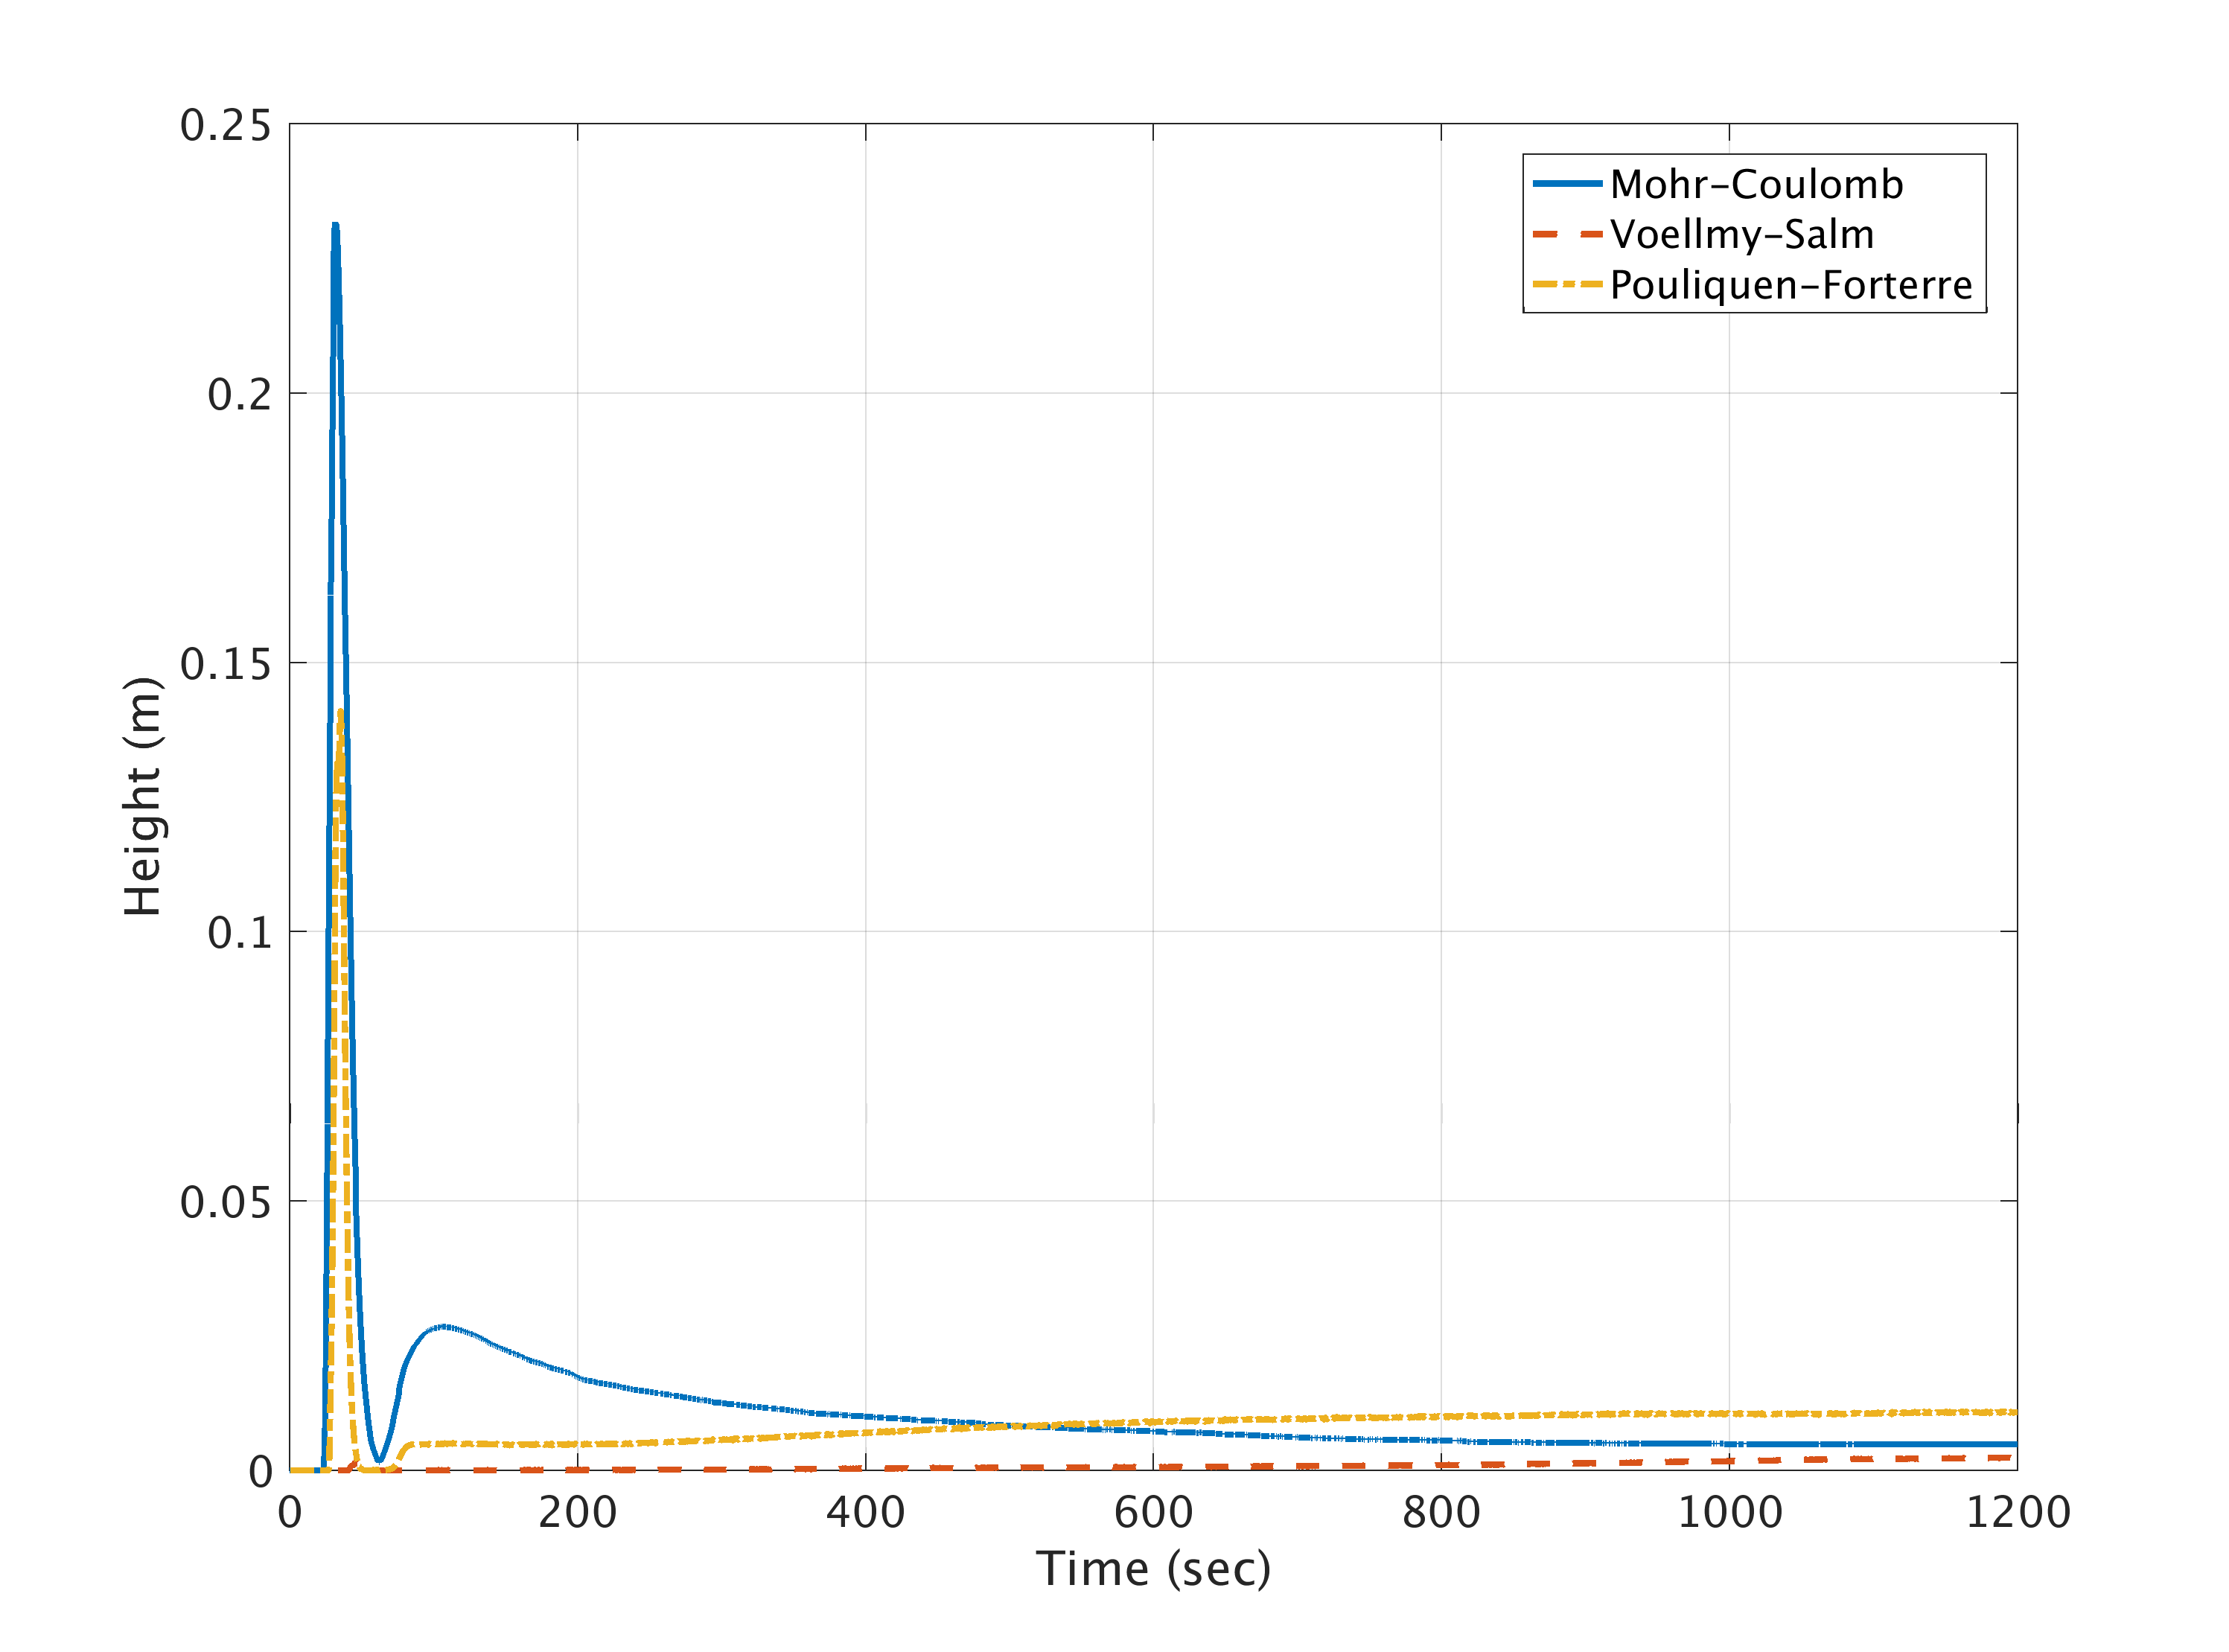 0.25
0.2
0.15
0.1
0.05
0
Height (m)
Mohr-Coulomb
Voellmy-Salm
Pouliquen-Forterre
0 200 400 600 800 1000 1200
Time (sec)